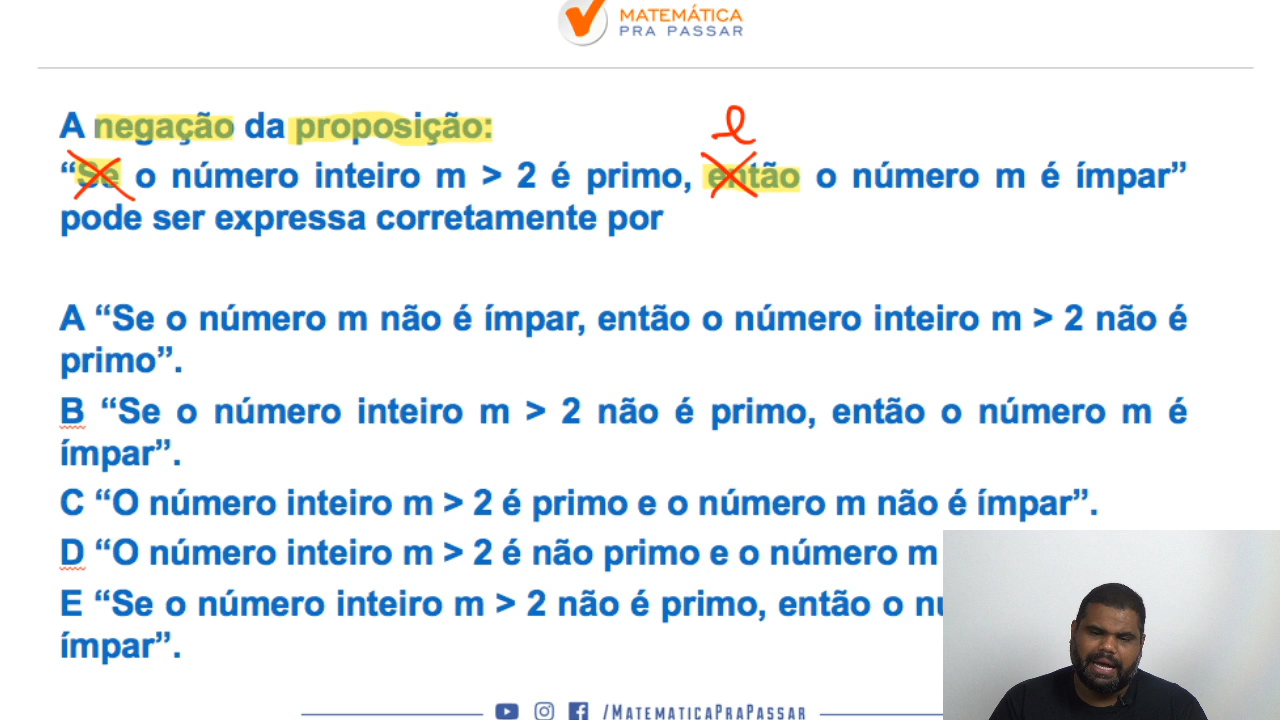 MATEMÁTICA
PRA PASSAR
A negação da proposição:
e
“Se o número inteiro m > 2 é primo, então o número m é ímpar”
pode ser expressa corretamente por
A “Se o número m não é ímpar, então o número inteiro m > 2 não é
primo”.
B “Se o número inteiro m > 2 não é primo, então o número m é
ímpar”.
C “O número inteiro m > 2 é primo e o número m não é ímpar”.
D “O número inteiro m > 2 é não primo e o número m
E “Se o número inteiro m > 2 não é primo, então o
ímpar”.
/MATEMATICAPRAPASSAR